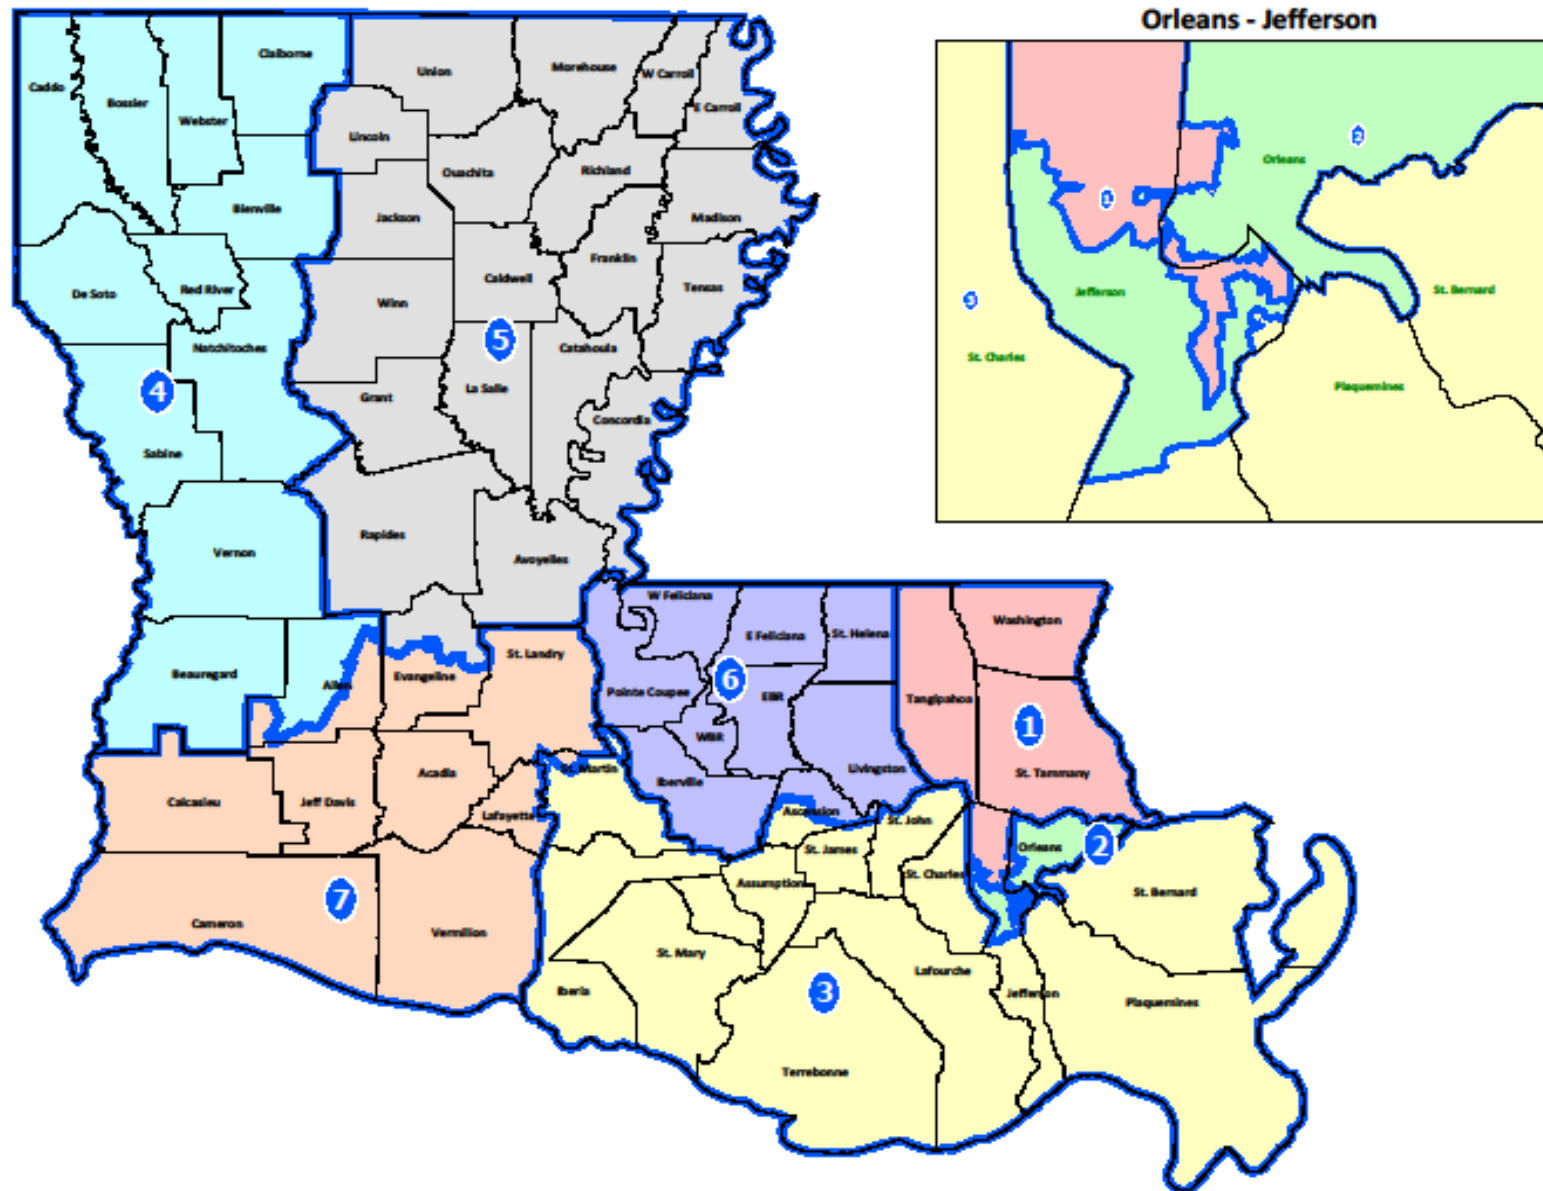 Orleans - Jefferson
Claiborne
Union
Morehouse
W Carroll
Caddo
Bossier
Webster
E Carroll
Lincoln
Ouachita
Richland
Bienville
Jackson
Madison
Franklin
Caldwell
De Soto
Red River
Winn
Tensas
5
Natchitoches
Catahoula
4
La Salle
Grant
Concordia
Sabine
Rapides
Vernon
Avoyelles
2
Orleans
1
Jefferson
St. Bernard
3
St. Charles
Plaquemines
W Feliciana
E Feliciana
St. Helena
Washington
St. Landry
Beauregard
Allen
Evangeline
6
Pointe Coupee
EBR
Tangipahoa
1
WBR
St. Martin
Iberville
Livingston
St. Tammany
Acadia
Calcasieu
Jeff Davis
Lafayette
Ascension
St. John
St. James
Orleans
2
St. Charles
Assumption
St. Bernard
7
Cameron
Vermilion
St. Mary
Lafourche
Iberia
3
Jefferson
Plaquemines
Terrebonne